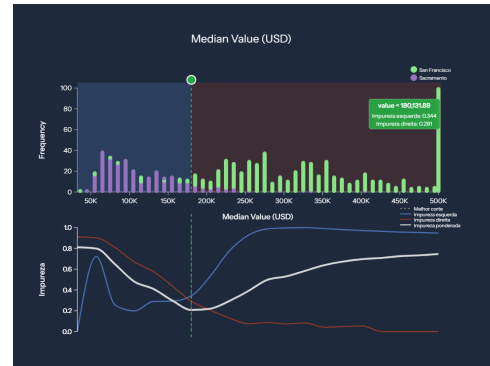 Median Value (USD)
San Francisco
Sacramento
value < 180,131.89
Impureza esquerda: 0.344
Impureza direita: 0.291
Frequency
100
80
60
40
20
0
50K
100K
150K
200K
250K
300K
350K
400K
450K
500K
Median Value (USD)
Melhor corte
Impureza esquerda
Impureza direita
Impureza ponderada
Impureza
1.0
0.8
0.6
0.4
0.2
0.0